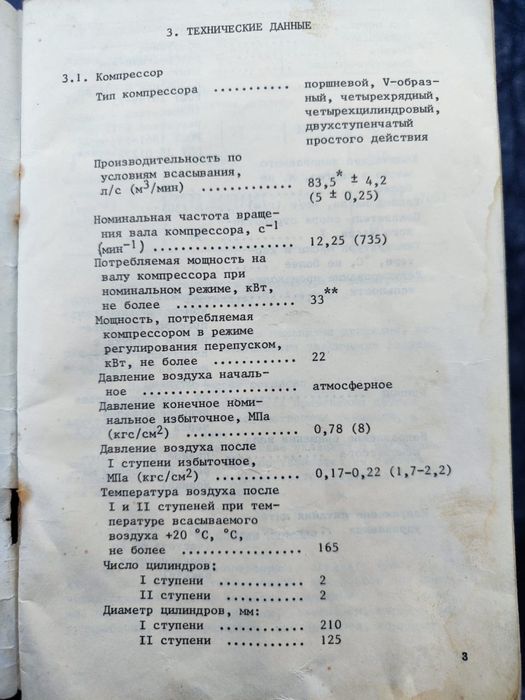 3. ТЕХНИЧЕСКИЕ ДАННЫЕ
3.1. Компрессор
Тип компрессора ........... поршневой, V-образ-
ный, четырехрядный,
четырехцилиндровый,
двухступенчатый
простого действия
Производительность по
условиям всасывания,
л/с (м³/мин) ............. 83,5* ± 4,2
(5 ± 0,25)
Номинальная частота враще-
ния вала компрессора, с⁻¹
(мин⁻¹) .................... 12,25 (735)
Потребляемая мощность на
валу компрессора при
номинальном режиме, кВт,
не более ................. 33**
Мощность, потребляемая
компрессором в режиме
регулирования перепуском,
кВт, не более ............ 22
Давление воздуха началь-
ное ...................... атмосферное
Давление конечное номи-
нальное избыточное, МПа
(кгс/см²) ................ 0,78 (8)
Давление воздуха после
I ступени избыточное,
МПа (кгс/см²) ............ 0,17-0,22 (1,7-2,2)
Температура воздуха после
I и II ступеней при тем-
пературе всасываемого
воздуха +20 °С, °С,
не более ................. 165
Число цилиндров:
I ступени ............ 2
II ступени ............ 2
Диаметр цилиндров, мм:
I ступени ............ 210
II ступени ............ 125
3